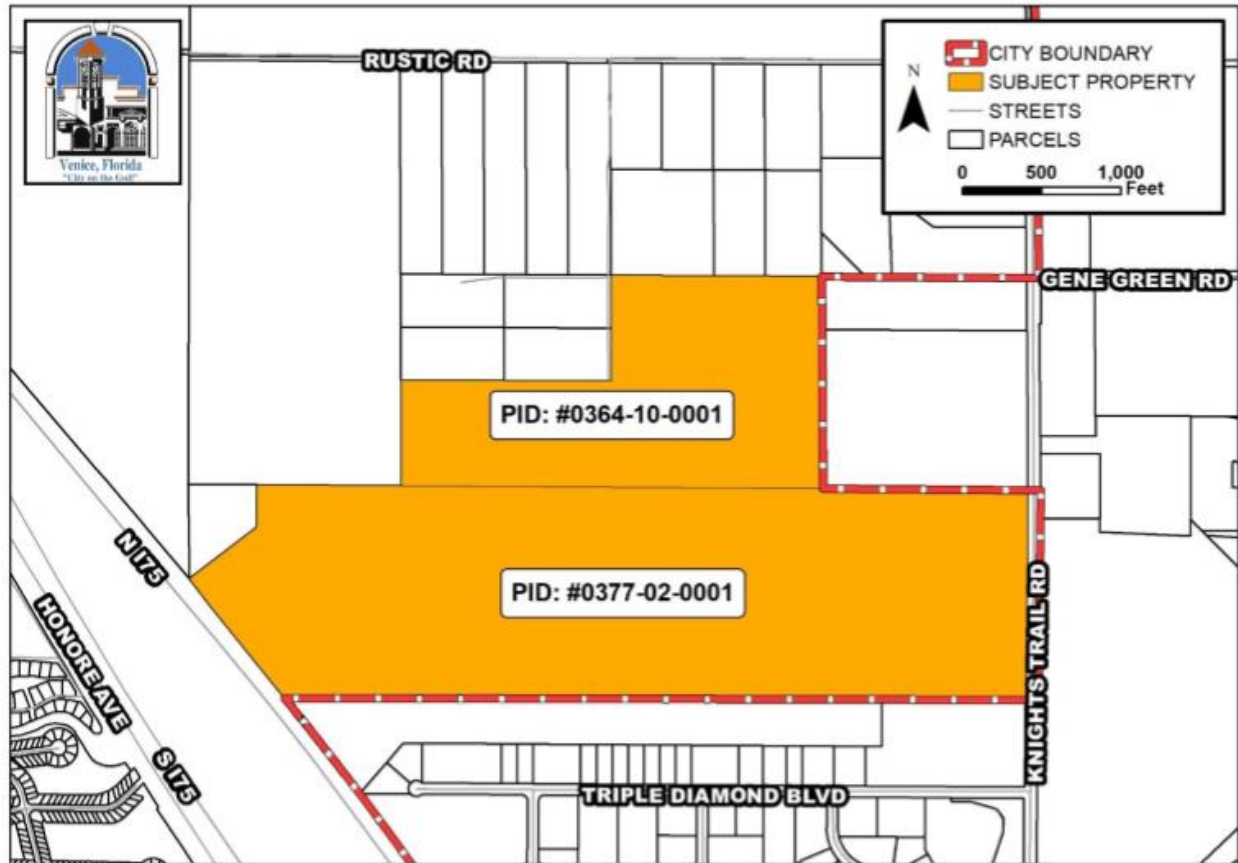 Venice, Florida
"City on the Gulf"
RUSTIC RD
N
CITY BOUNDARY
SUBJECT PROPERTY
STREETS
PARCELS
0 500 1,000
Feet
GENE GREEN RD
PID: #0364-10-0001
N I75
PID: #0377-02-0001
HONORE AVE
S I75
KNIGHTS TRAIL RD
TRIPLE DIAMOND BLVD